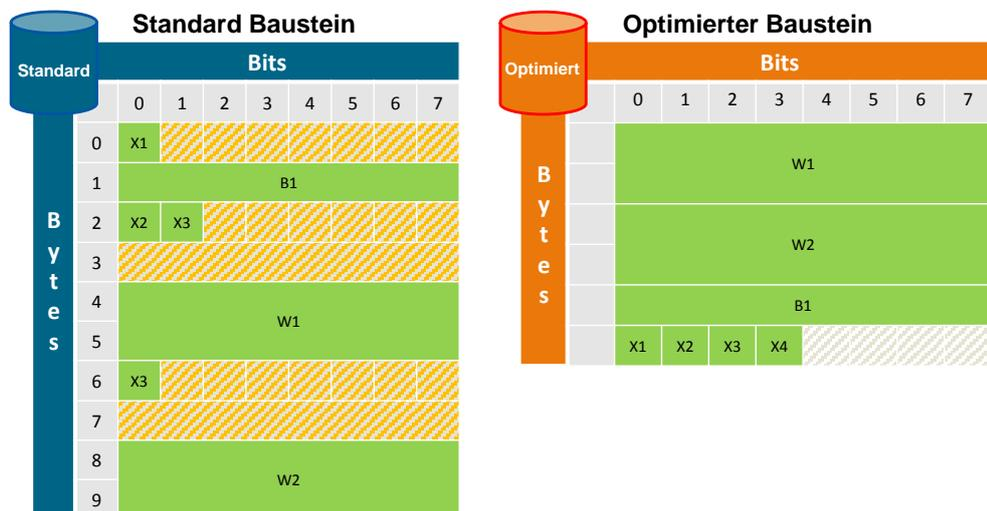 Standard Baustein
Standard
Bits
0 1 2 3 4 5 6 7
Bytes
0 X1
1 B1
2 X2 X3
3
4
W1
5
6 X3
7
8
W2
9
Optimierter Baustein
Optimiert
Bits
0 1 2 3 4 5 6 7
Bytes
W1
W2
B1
X1 X2 X3 X4